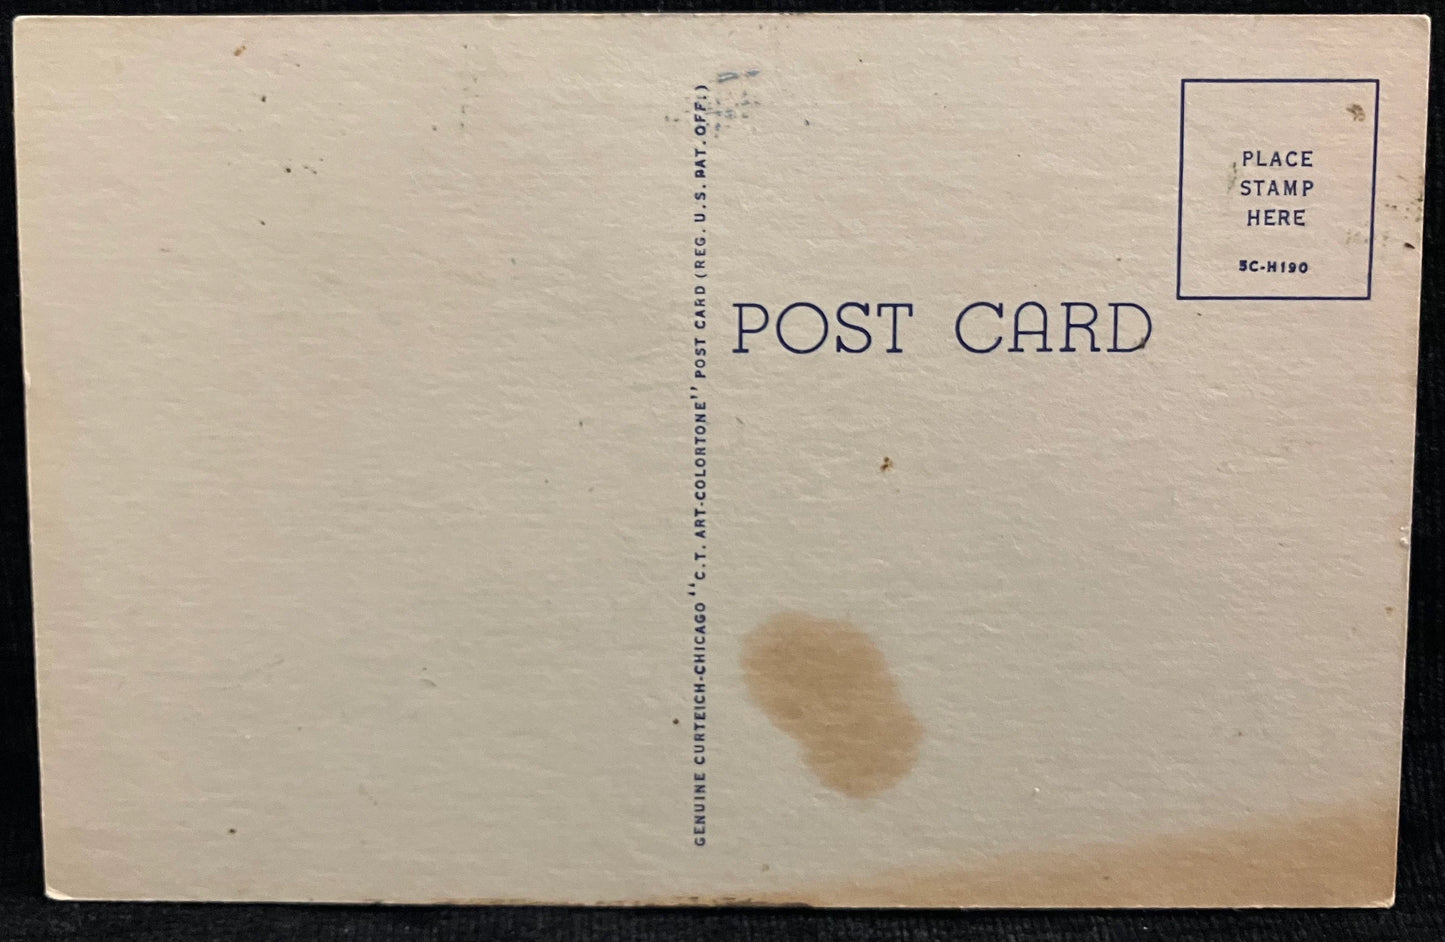 GENUINE CURTEICH-CHICAGO "C.T. ART-COLORTONE" POST CARD (REG. U.S. PAT. OFF.)
PLACE
STAMP
HERE
5C-H190
POST CARD